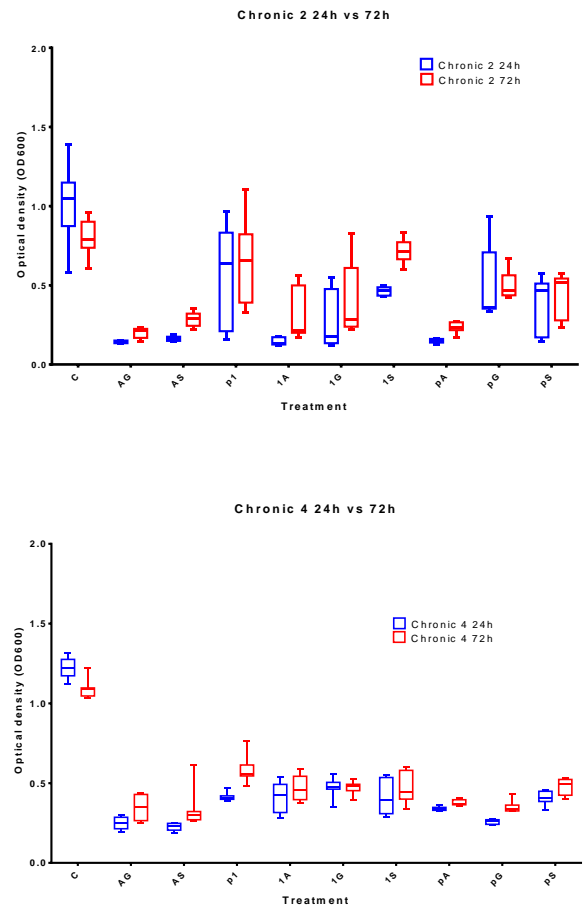 Chronic 2 24h vs 72h
2.0
Chronic 2 24h
Chronic 2 72h
1.5
Optical density (OD600)
1.0
0.5
0.0
C AG AS p1 1A 1G 1S pA pG pS
Treatment
Chronic 4 24h vs 72h
2.0
Chronic 4 24h
Chronic 4 72h
1.5
Optical density (OD600)
1.0
0.5
0.0
C AG AS p1 1A 1G 1S pA pG pS
Treatment